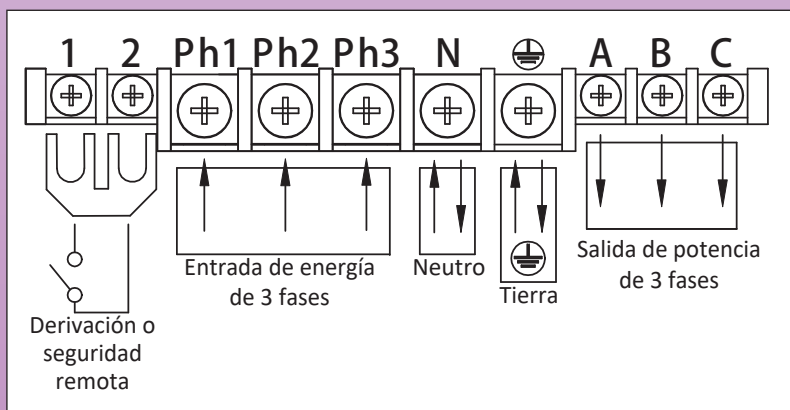 1 2 Ph1 Ph2 Ph3 N A B C
Entrada de energía
de 3 fases
Neutro
Tierra
Salida de potencia
de 3 fases
Derivación o
seguridad
remota